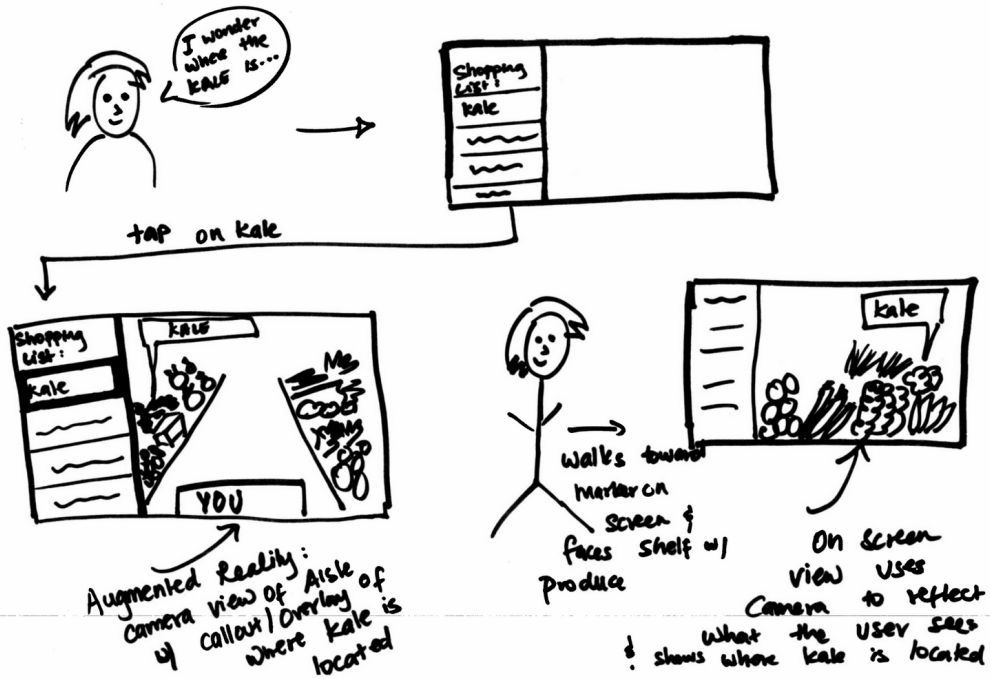 I wonder
where the
KALE is...
Shopping
List:
Kale
tap on kale
Shopping
List:
Kale
KALE
YOU
Augmented Reality:
camera view of Aisle
w/ callout/Overlay of
where kale is
located
walks toward
marker on
screen &
faces shelf w/
produce
Kale
On screen
view uses
Camera to reflect
what the user sees
& shows where kale is located